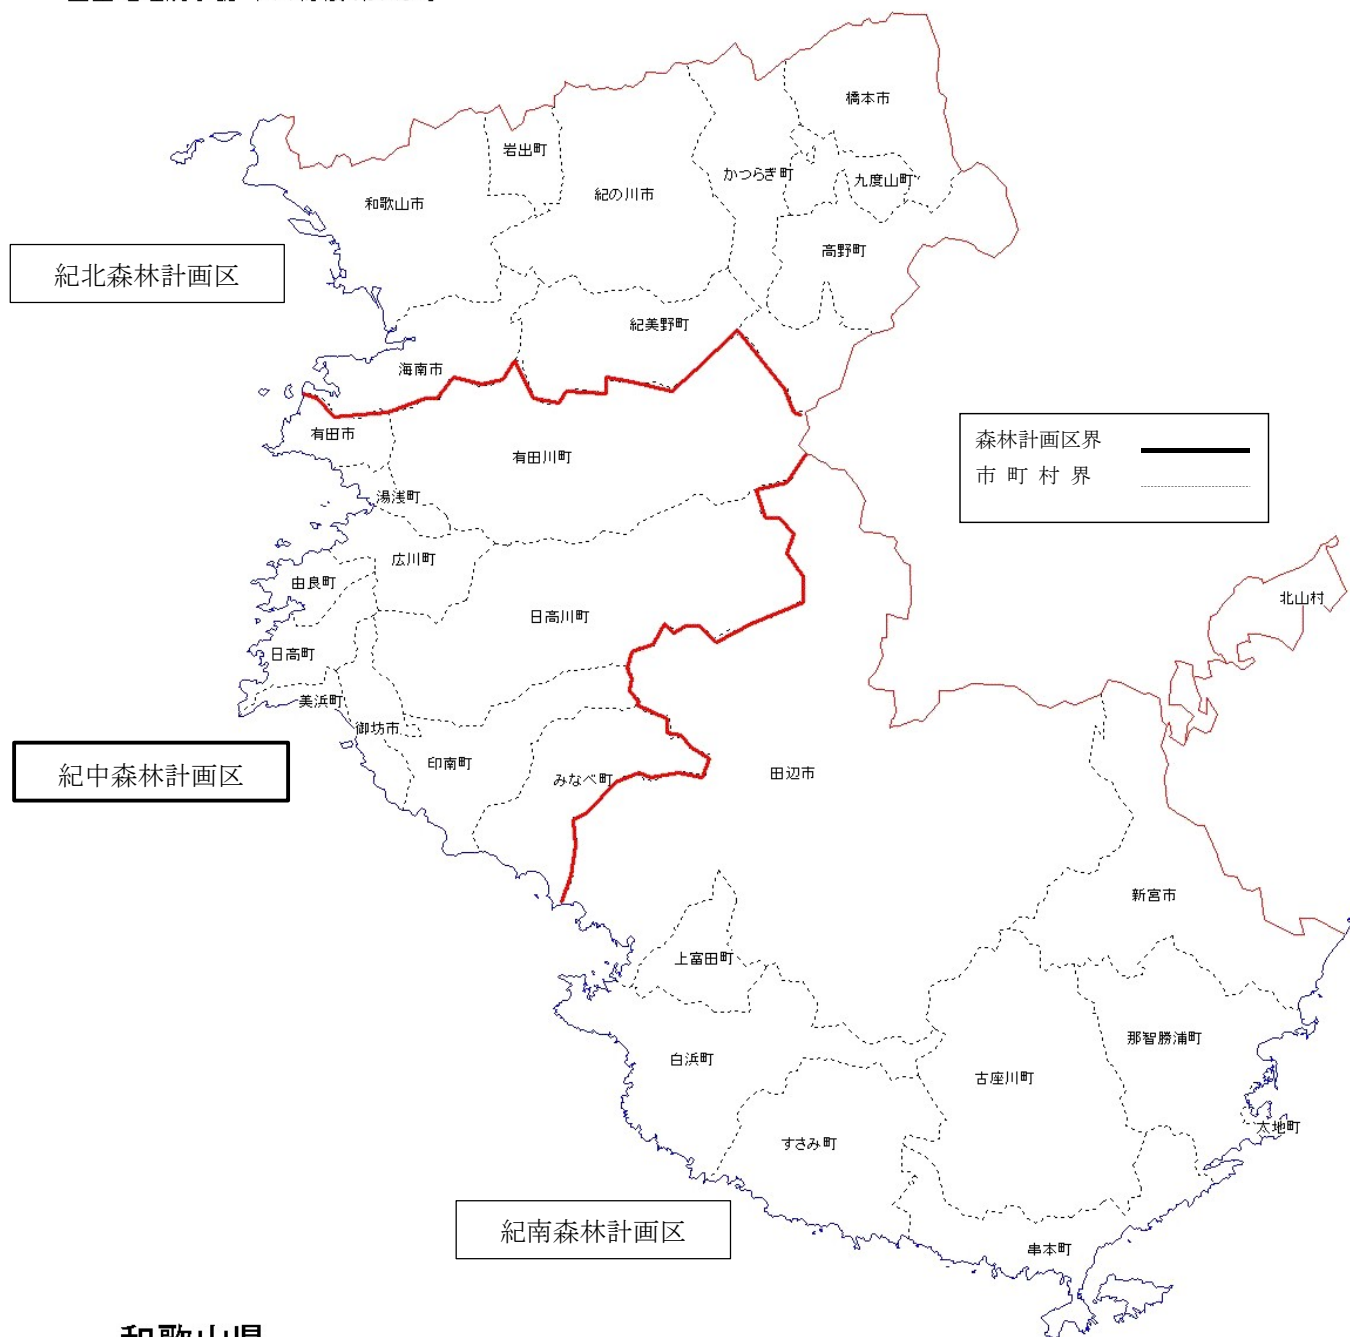 橋本市
岩出町
かつらぎ町
九度山町
紀の川市
和歌山市
高野町
紀北森林計画区
紀美野町
海南市
有田市
森林計画区界
有田川町
市町村界
湯浅町
広川町
由良町
北山村
日高川町
日高町
美浜町
御坊市
印南町
紀中森林計画区
みなべ町
田辺市
新宮市
上富田町
那智勝浦町
白浜町
古座川町
太地町
すさみ町
紀南森林計画区
串本町
和歌山県